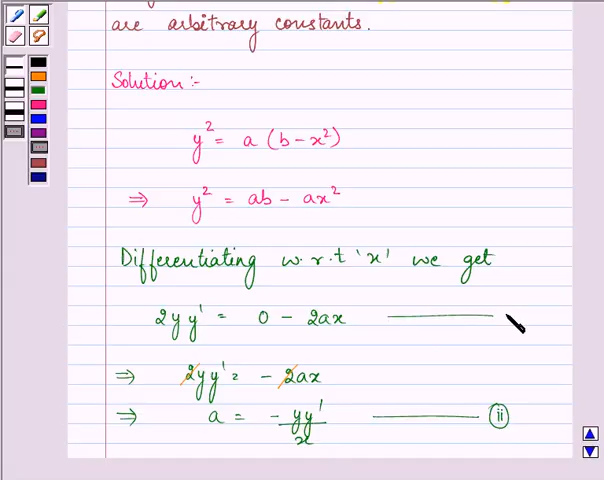 are arbitrary constants.
Solution :-
y² = a (b - x²)
⇒ y² = ab - ax²
Differentiating w.r.t 'x' we get
2yy' = 0 - 2ax
⇒ 2yy' = - 2ax
⇒ a = - yy'/x (ii)